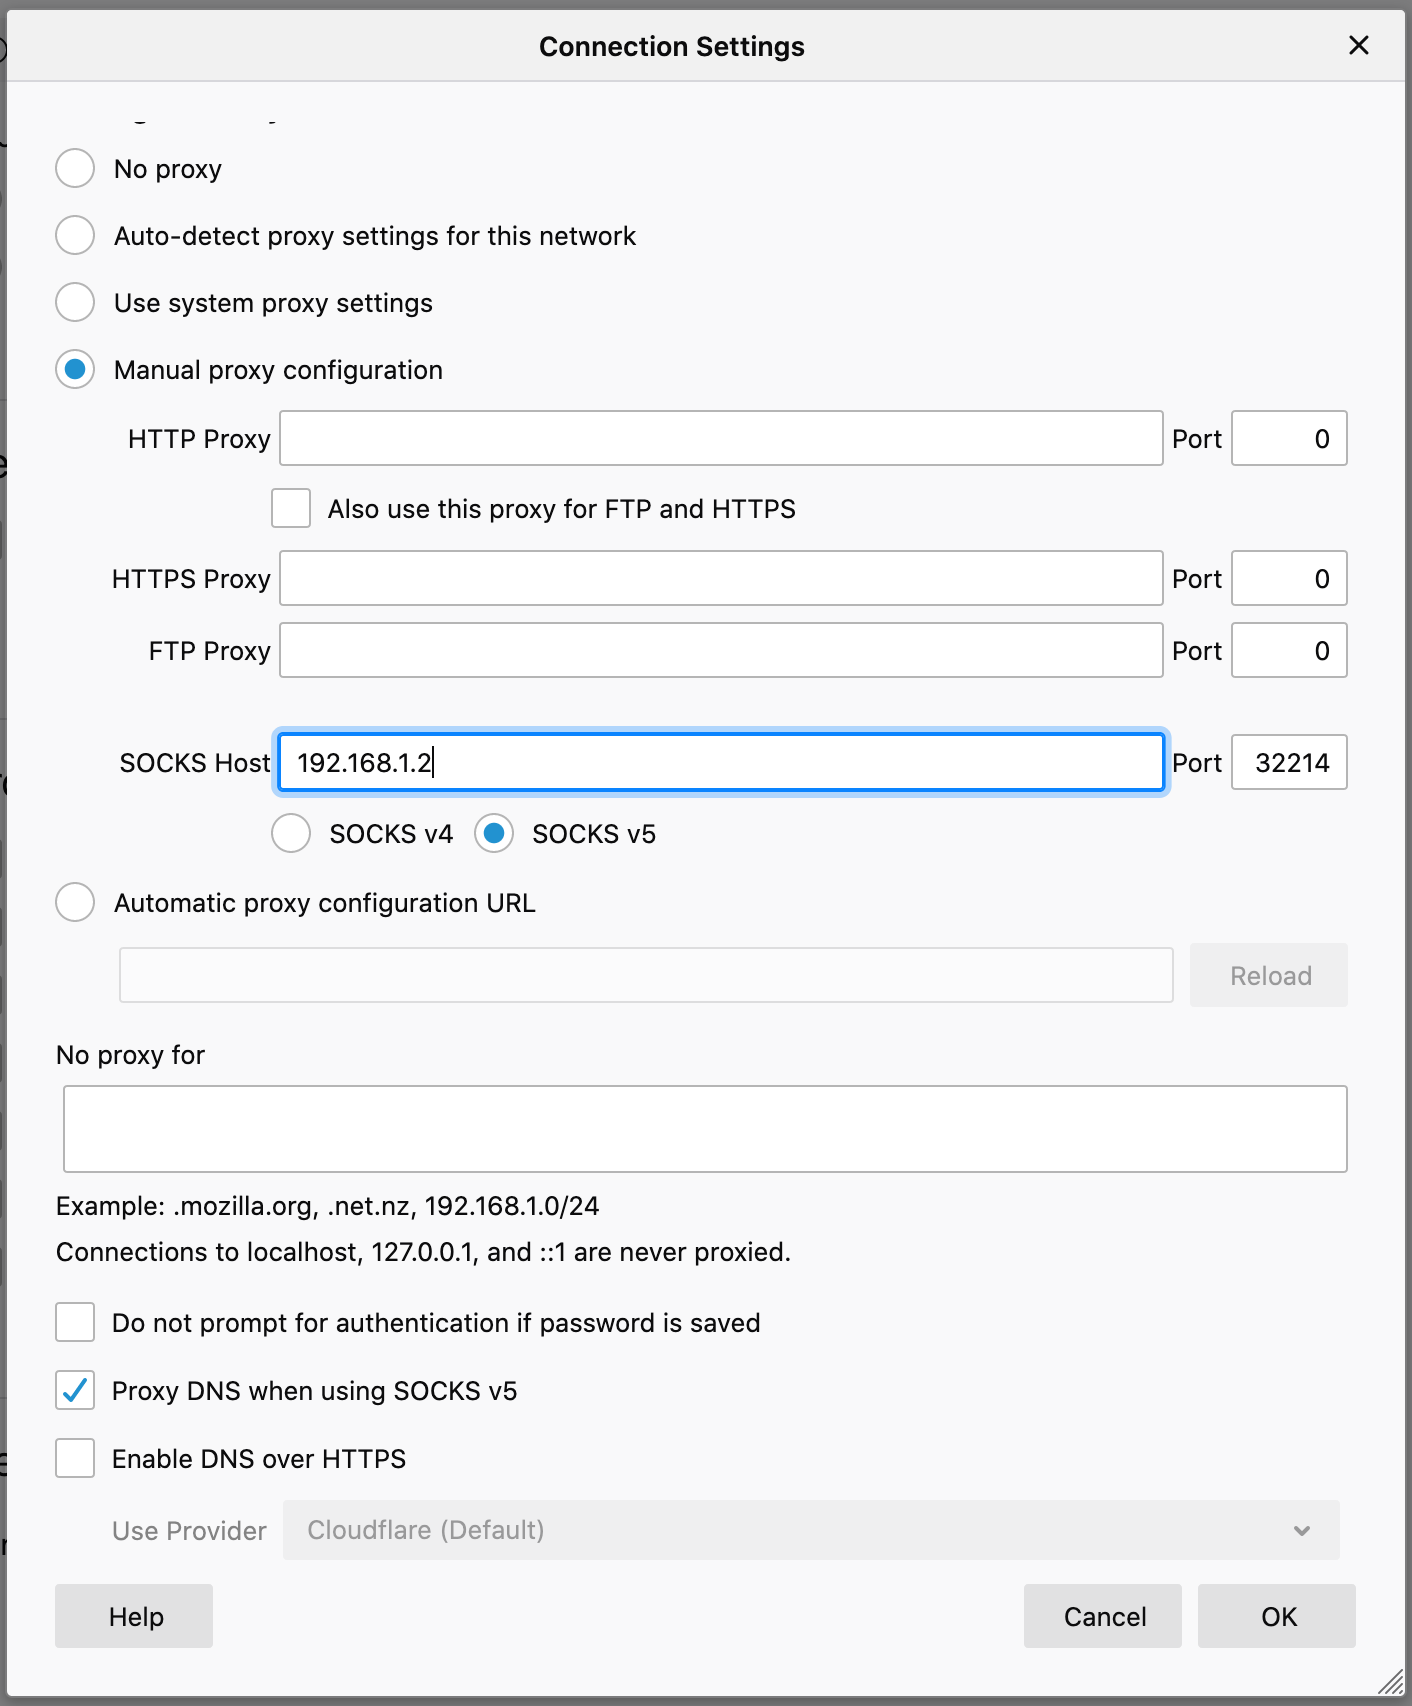 Connection Settings
No proxy
Auto-detect proxy settings for this network
Use system proxy settings
Manual proxy configuration
HTTP Proxy Port 0
Also use this proxy for FTP and HTTPS
HTTPS Proxy Port 0
FTP Proxy Port 0
SOCKS Host 192.168.1.2 Port 32214
SOCKS v4 SOCKS v5
Automatic proxy configuration URL
Reload
No proxy for
Example: .mozilla.org, .net.nz, 192.168.1.0/24
Connections to localhost, 127.0.0.1, and ::1 are never proxied.
Do not prompt for authentication if password is saved
Proxy DNS when using SOCKS v5
Enable DNS over HTTPS
Use Provider Cloudflare (Default)
Help Cancel OK